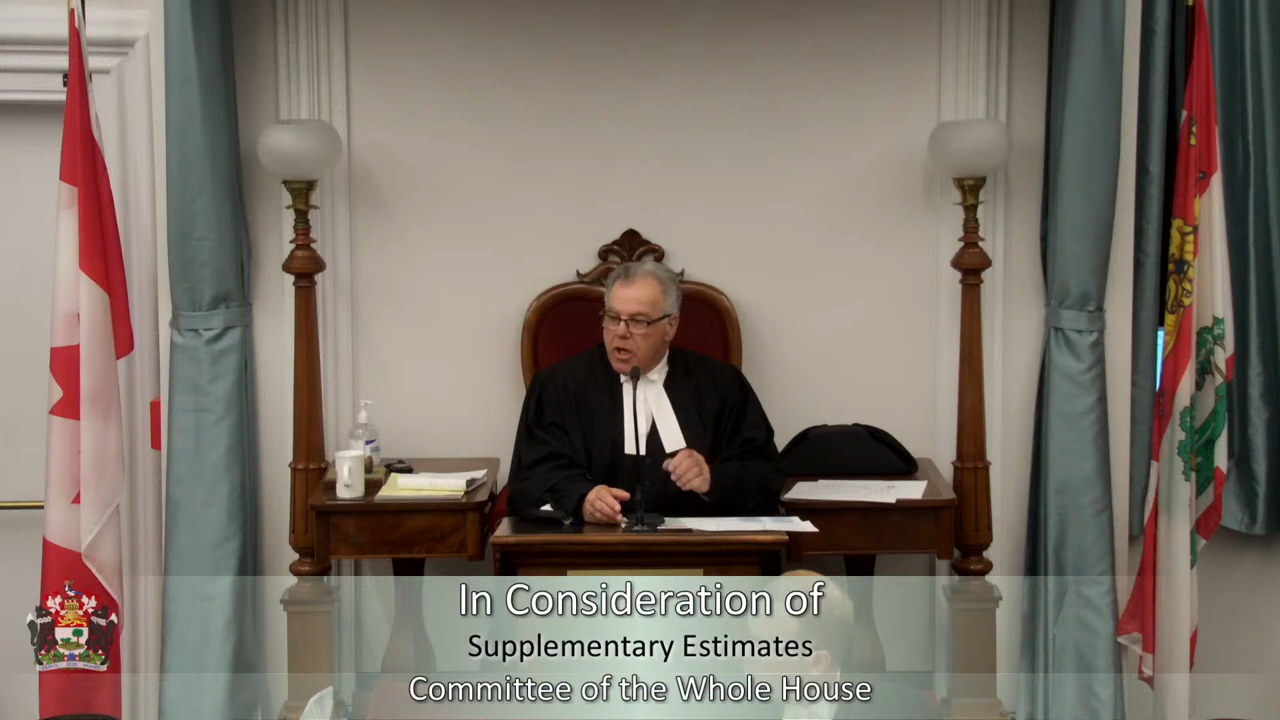 In Consideration of
Supplementary Estimates
Committee of the Whole House